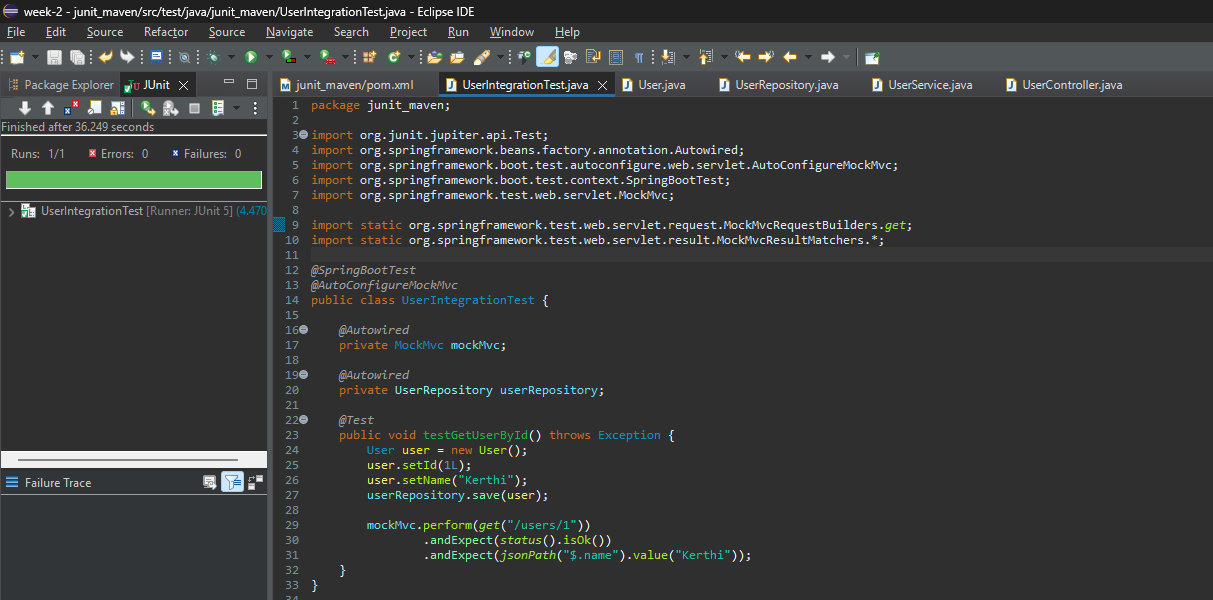 week-2 - junit_maven/src/test/java/junit_maven/UserIntegrationTest.java - Eclipse IDE
File Edit Source Refactor Source Navigate Search Project Run Window Help
Package Explorer JUnit
junit_maven/pom.xml UserIntegrationTest.java User.java UserRepository.java UserService.java UserController.java
Finished after 36.249 seconds
Runs: 1/1 Errors: 0 Failures: 0
UserIntegrationTest [Runner: JUnit 5] (4.470
Failure Trace
1 package junit_maven;
2
3 import org.junit.jupiter.api.Test;
4 import org.springframework.beans.factory.annotation.Autowired;
5 import org.springframework.boot.test.autoconfigure.web.servlet.AutoConfigureMockMvc;
6 import org.springframework.boot.test.context.SpringBootTest;
7 import org.springframework.test.web.servlet.MockMvc;
8
9 import static org.springframework.test.web.servlet.request.MockMvcRequestBuilders.get;
10 import static org.springframework.test.web.servlet.result.MockMvcResultMatchers.*;
11
12 @SpringBootTest
13 @AutoConfigureMockMvc
14 public class UserIntegrationTest {
15
16 @Autowired
17 private MockMvc mockMvc;
18
19 @Autowired
20 private UserRepository userRepository;
21
22 @Test
23 public void testGetUserById() throws Exception {
24 User user = new User();
25 user.setId(1L);
26 user.setName("Kerthi");
27 userRepository.save(user);
28
29 mockMvc.perform(get("/users/1"))
30 .andExpect(status().isOk())
31 .andExpect(jsonPath("$.name").value("Kerthi"));
32 }
33 }
34